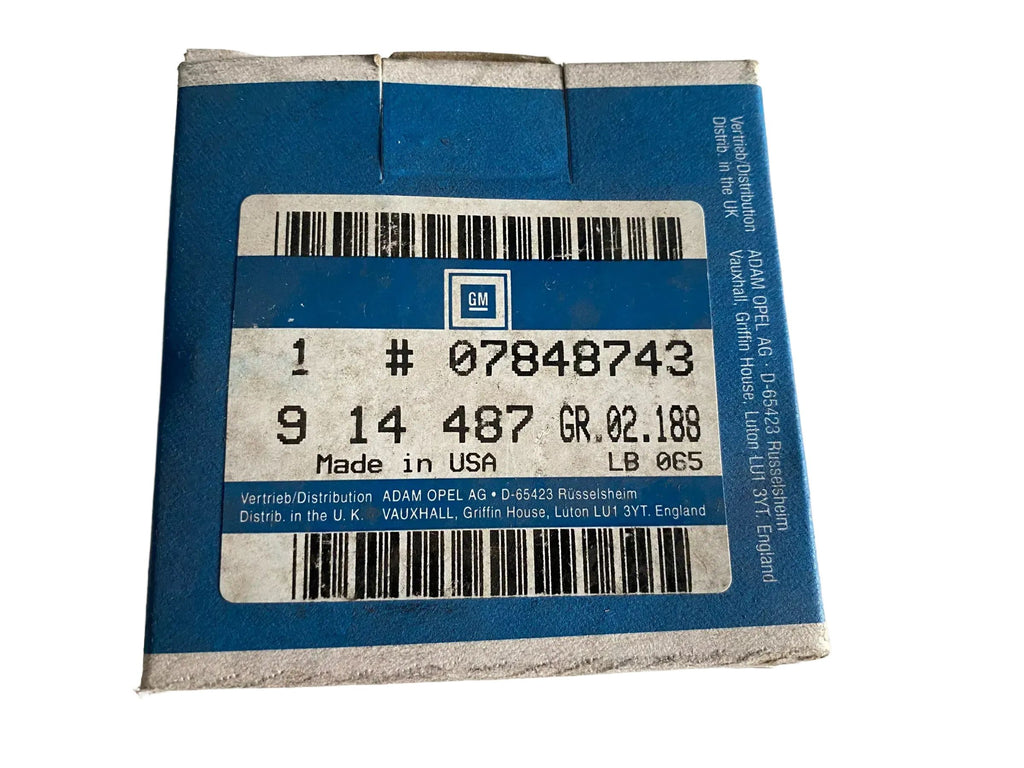 GM
1 # 07848743
9 14 487 GR.02.188
Made in USA LB 065
Vertrieb/Distribution ADAM OPEL AG • D-65423 Rüsselsheim
Distrib. in the U. K. VAUXHALL, Griffin House, Luton LU1 3YT. England
Vertrieb/Distribution ADAM OPEL AG · D-65423 Rüsselsheim
Distrib. in the UK Vauxhall, Griffin House, Luton LU1 3YT, England